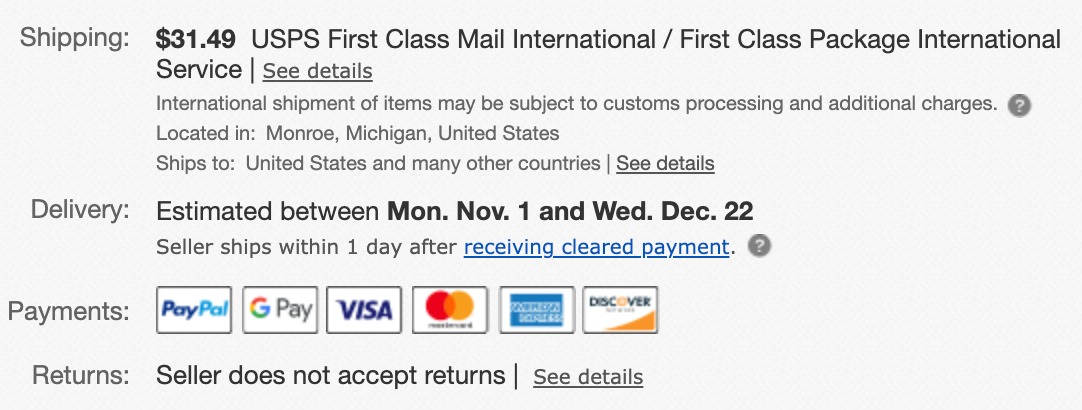 Shipping: $31.49 USPS First Class Mail International / First Class Package International
Service | See details
International shipment of items may be subject to customs processing and additional charges. ?
Located in: Monroe, Michigan, United States
Ships to: United States and many other countries | See details
Delivery: Estimated between Mon. Nov. 1 and Wed. Dec. 22
Seller ships within 1 day after receiving cleared payment. ?
Payments: PayPal G Pay VISA mastercard AMERICAN EXPRESS DISCOVER NETWORK
Returns: Seller does not accept returns | See details